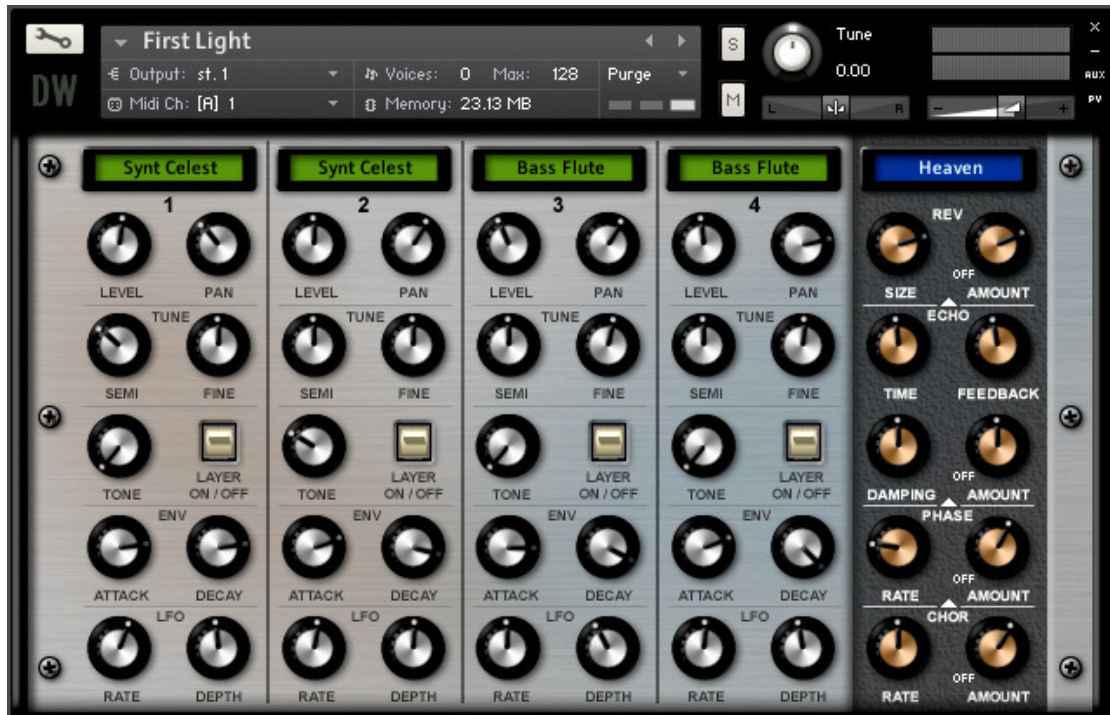 First Light
S
Tune
0.00
AUX
PV
DW
Output: st. 1
Voices: 0 Max: 128
Purge
Midi Ch: [A] 1
Memory: 23.13 MB
M
L
R
- +
Synt Celest Synt Celest Bass Flute Bass Flute Heaven
1 2 3 4
REV
OFF
LEVEL PAN LEVEL PAN LEVEL PAN LEVEL PAN SIZE AMOUNT
TUNE TUNE TUNE TUNE ECHO
SEMI FINE SEMI FINE SEMI FINE SEMI FINE TIME FEEDBACK
LAYER LAYER LAYER LAYER OFF
TONE ON / OFF TONE ON / OFF TONE ON / OFF TONE ON / OFF DAMPING AMOUNT
ENV ENV ENV ENV PHASE
OFF
ATTACK DECAY ATTACK DECAY ATTACK DECAY ATTACK DECAY RATE AMOUNT
LFO LFO LFO LFO CHOR
OFF
RATE DEPTH RATE DEPTH RATE DEPTH RATE DEPTH RATE AMOUNT